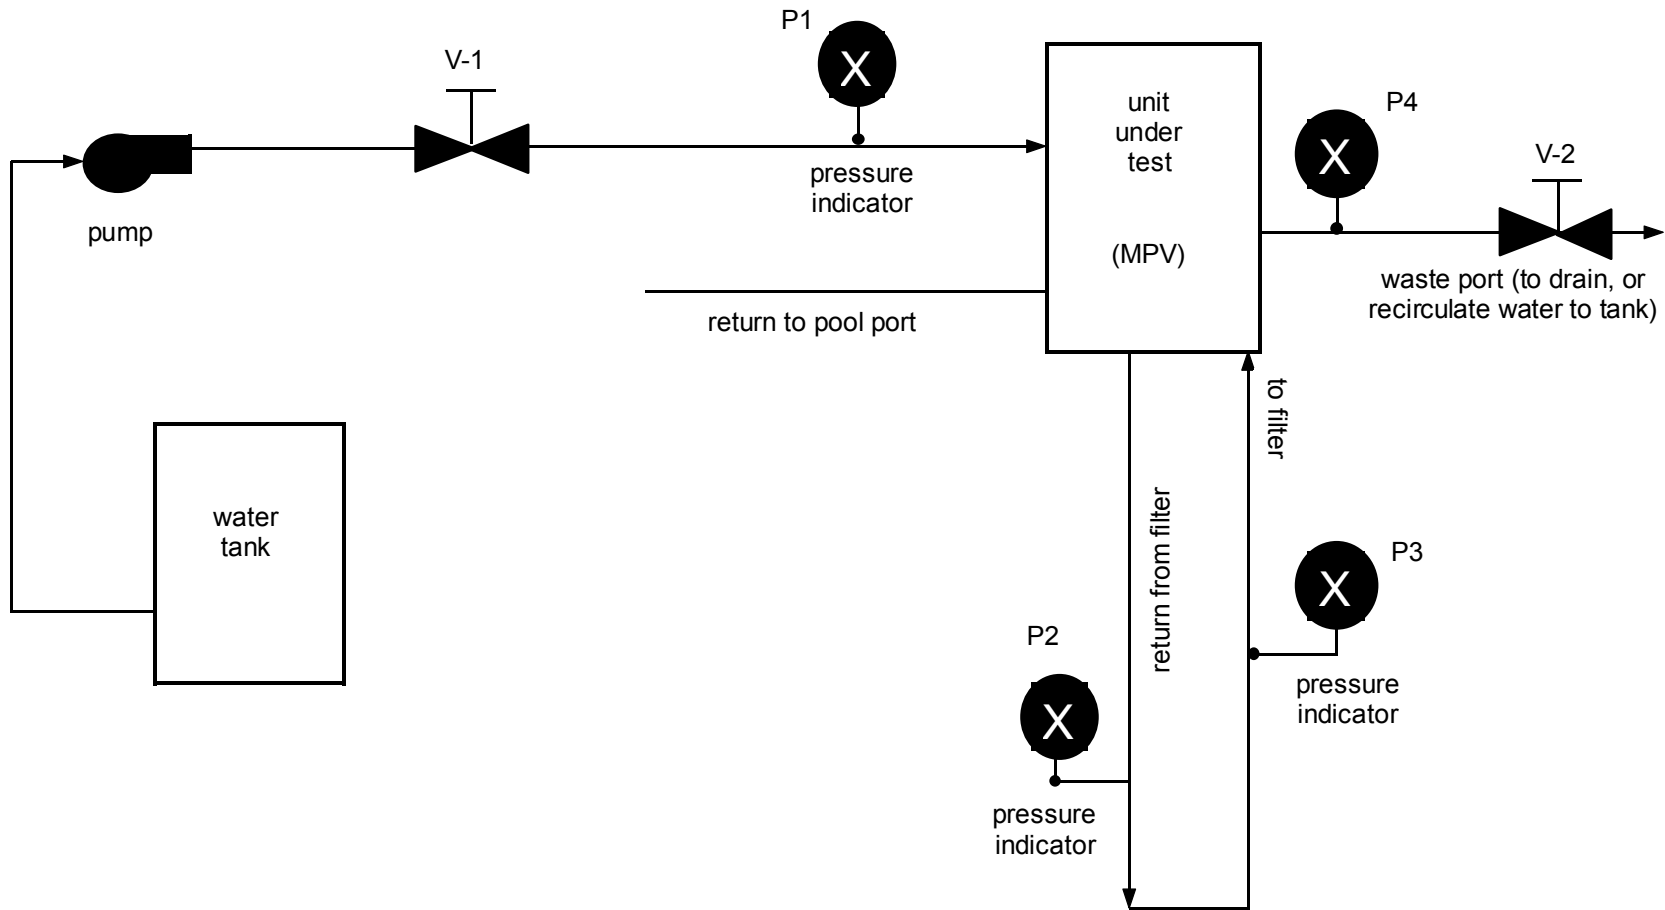 P1
X
V-1
unit
under
test
(MPV)
P4
X
V-2
pressure
indicator
pump
waste port (to drain, or
recirculate water to tank)
return to pool port
to filter
water
tank
return from filter
P3
X
P2
X
pressure
indicator
pressure
indicator